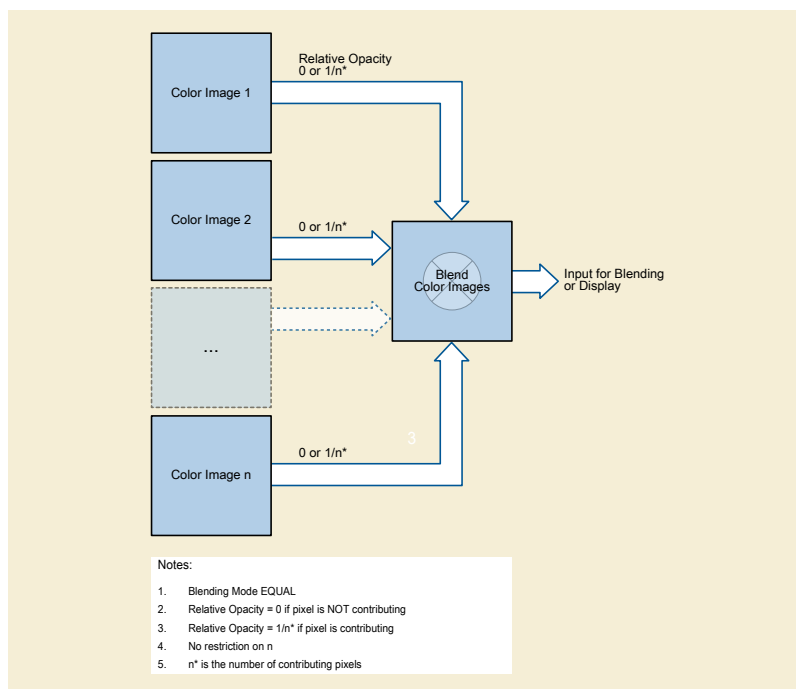 Color Image 1
Relative Opacity
0 or 1/n*
Color Image 2
0 or 1/n*
Blend
Color Images
Input for Blending
or Display
...
3
0 or 1/n*
Color Image n
Notes:
1. Blending Mode EQUAL
2. Relative Opacity = 0 if pixel is NOT contributing
3. Relative Opacity = 1/n* if pixel is contributing
4. No restriction on n
5. n* is the number of contributing pixels